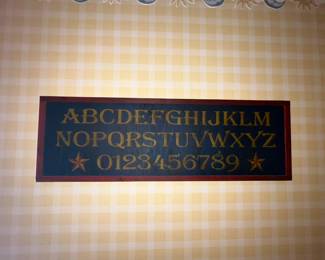 ABCDEFGHIJKLM
NOPQRSTUVWXYZ
0123456789